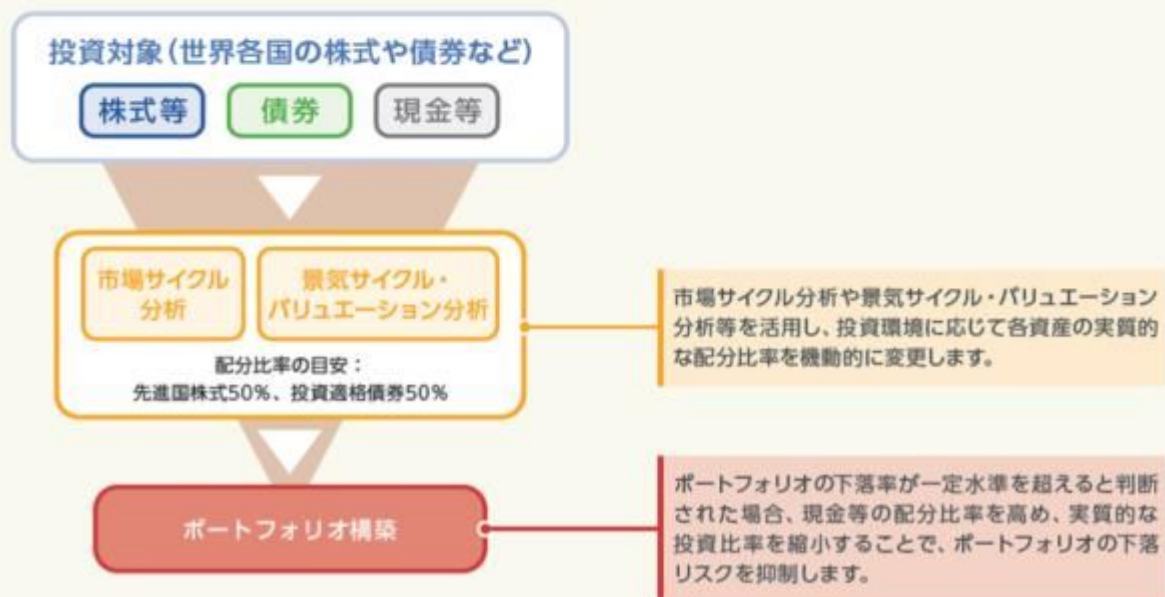 投資対象(世界各国の株式や債券など)
株式等 債券 現金等
市場サイクル
分析
景気サイクル・
バリュエーション分析
配分比率の目安：
先進国株式50%、投資適格債券50%
市場サイクル分析や景気サイクル・バリュエーション
分析等を活用し、投資環境に応じて各資産の実質的
な配分比率を機動的に変更します。
ポートフォリオ構築
ポートフォリオの下落率が一定水準を超えると判断
された場合、現金等の配分比率を高め、実質的な
投資比率を縮小することで、ポートフォリオの下落
リスクを抑制します。